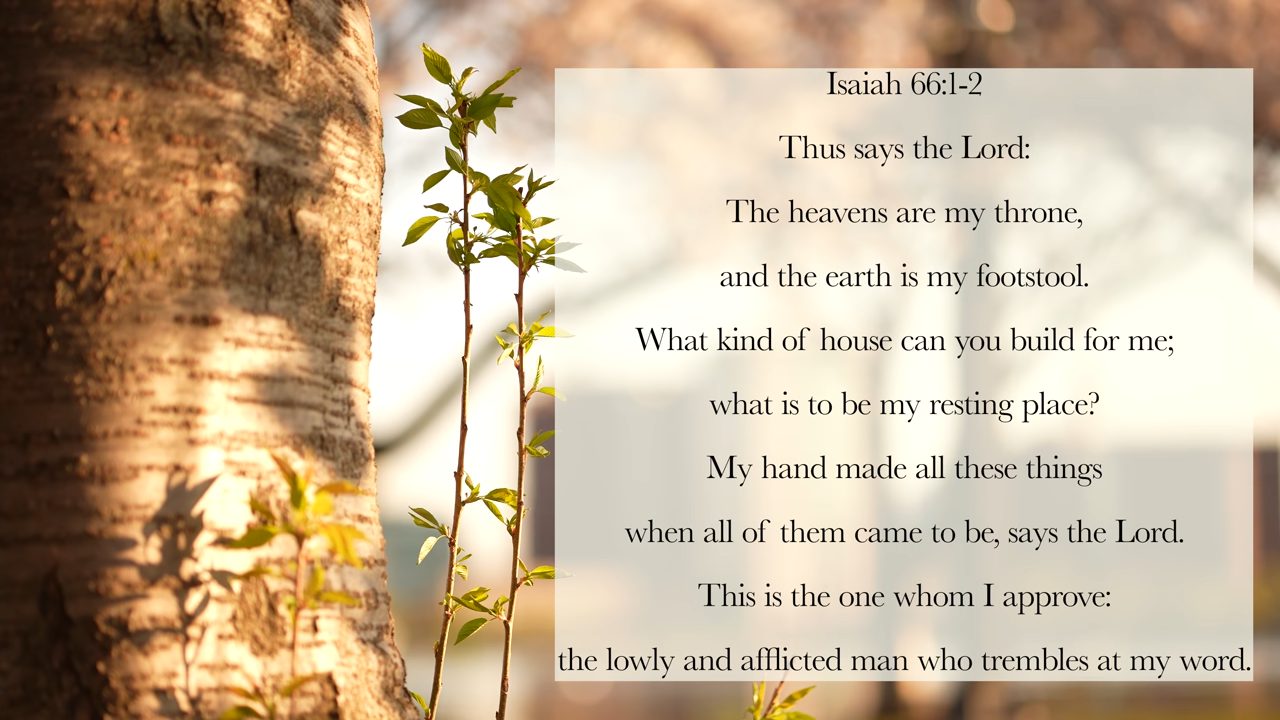 Isaiah 66:1-2
Thus says the Lord:
The heavens are my throne,
and the earth is my footstool.
What kind of house can you build for me;
what is to be my resting place?
My hand made all these things
when all of them came to be, says the Lord.
This is the one whom I approve:
the lowly and afflicted man who trembles at my word.